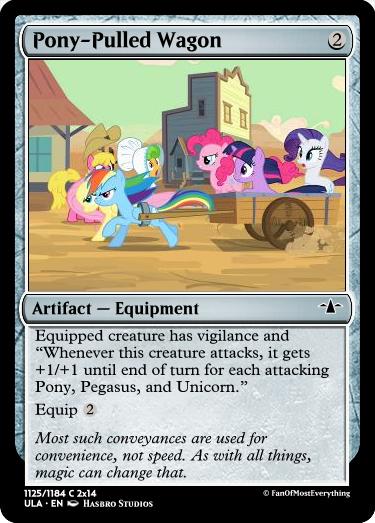 Pony-Pulled Wagon 2
Artifact — Equipment
Equipped creature has vigilance and
“Whenever this creature attacks, it gets
+1/+1 until end of turn for each attacking
Pony, Pegasus, and Unicorn.”
Equip 2
Most such conveyances are used for
convenience, not speed. As with all things,
magic can change that.
1125/1184 C 2x14
ULA • EN Hasbro Studios
© FanOfMostEverything